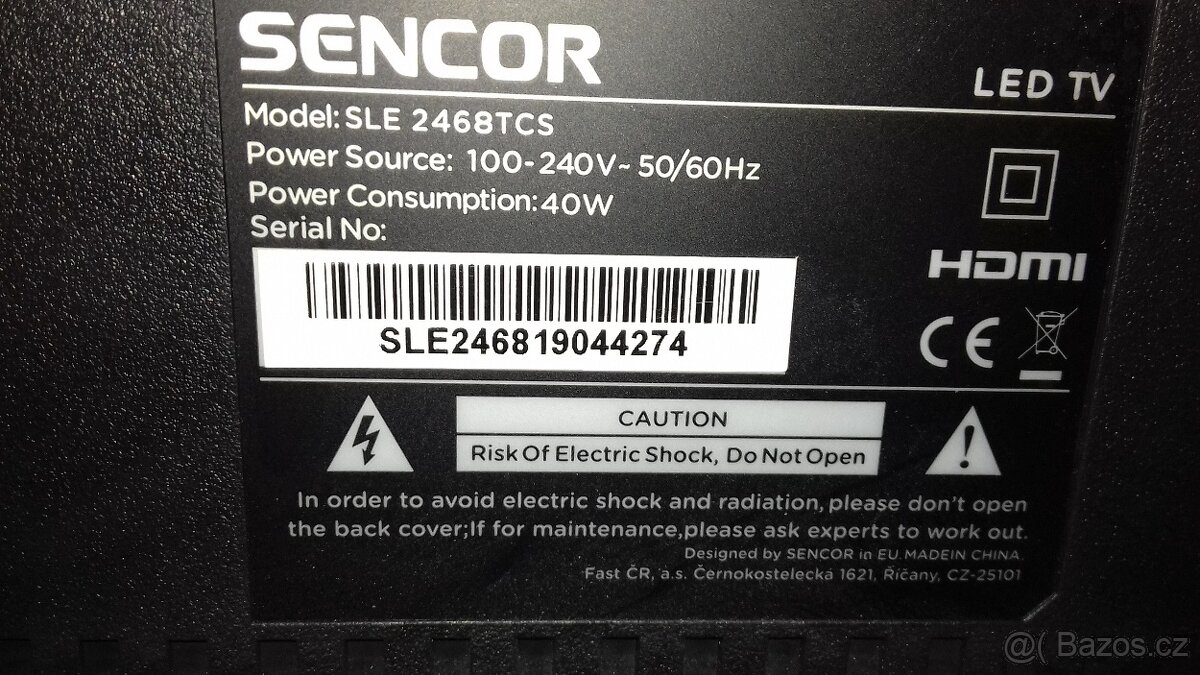 SENCOR
LED TV
Model: SLE 2468TCS
Power Source: 100-240V~ 50/60Hz
Power Consumption:40W
Serial No:
HDMI
SLE246819044274
CE
CAUTION
Risk Of Electric Shock, Do Not Open
In order to avoid electric shock and radiation,please don't open
the back cover;If for maintenance,please ask experts to work out.
Designed by SENCOR in EU.MADEIN CHINA.
Fast ČR, a.s. Černokostelecká 1621, Říčany, CZ-25101
@( Bazos.cz